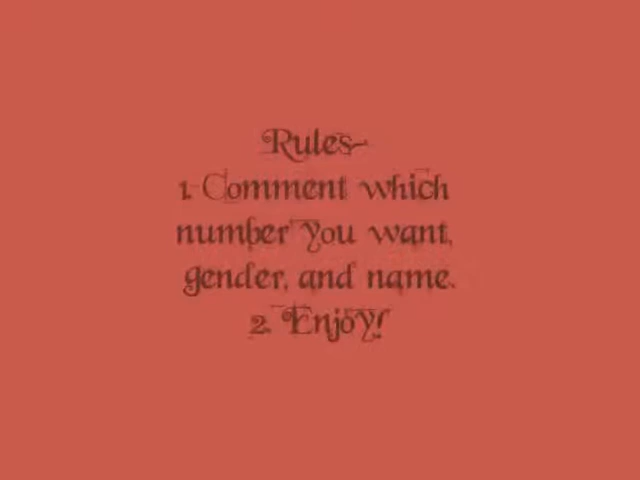 Rules~
1. Comment which
number you want,
gender, and name.
2. Enjoy!